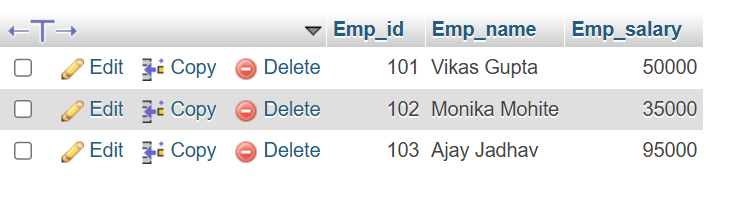 Emp_id Emp_name Emp_salary
Edit Copy Delete 101 Vikas Gupta 50000
Edit Copy Delete 102 Monika Mohite 35000
Edit Copy Delete 103 Ajay Jadhav 95000